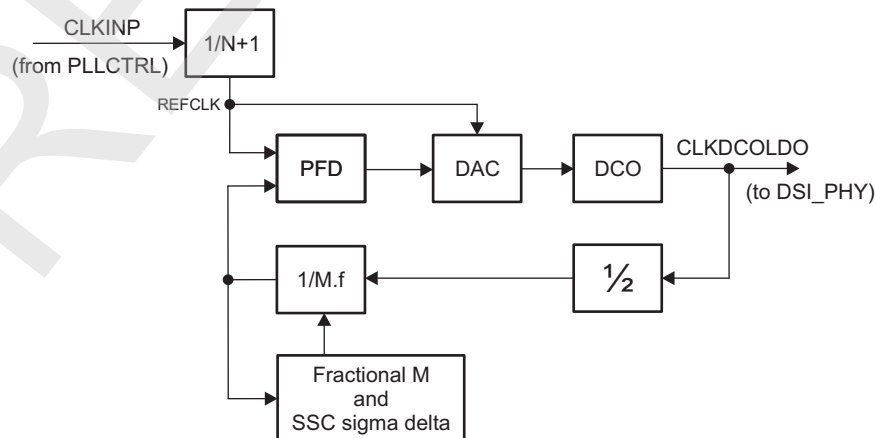 CLKINP
1/N+1
(from PLLCTRL)
REFCLK
PFD
DAC
DCO
CLKDCOLDO
(to DSI_PHY)
1/M.f
½
Fractional M
and
SSC sigma delta